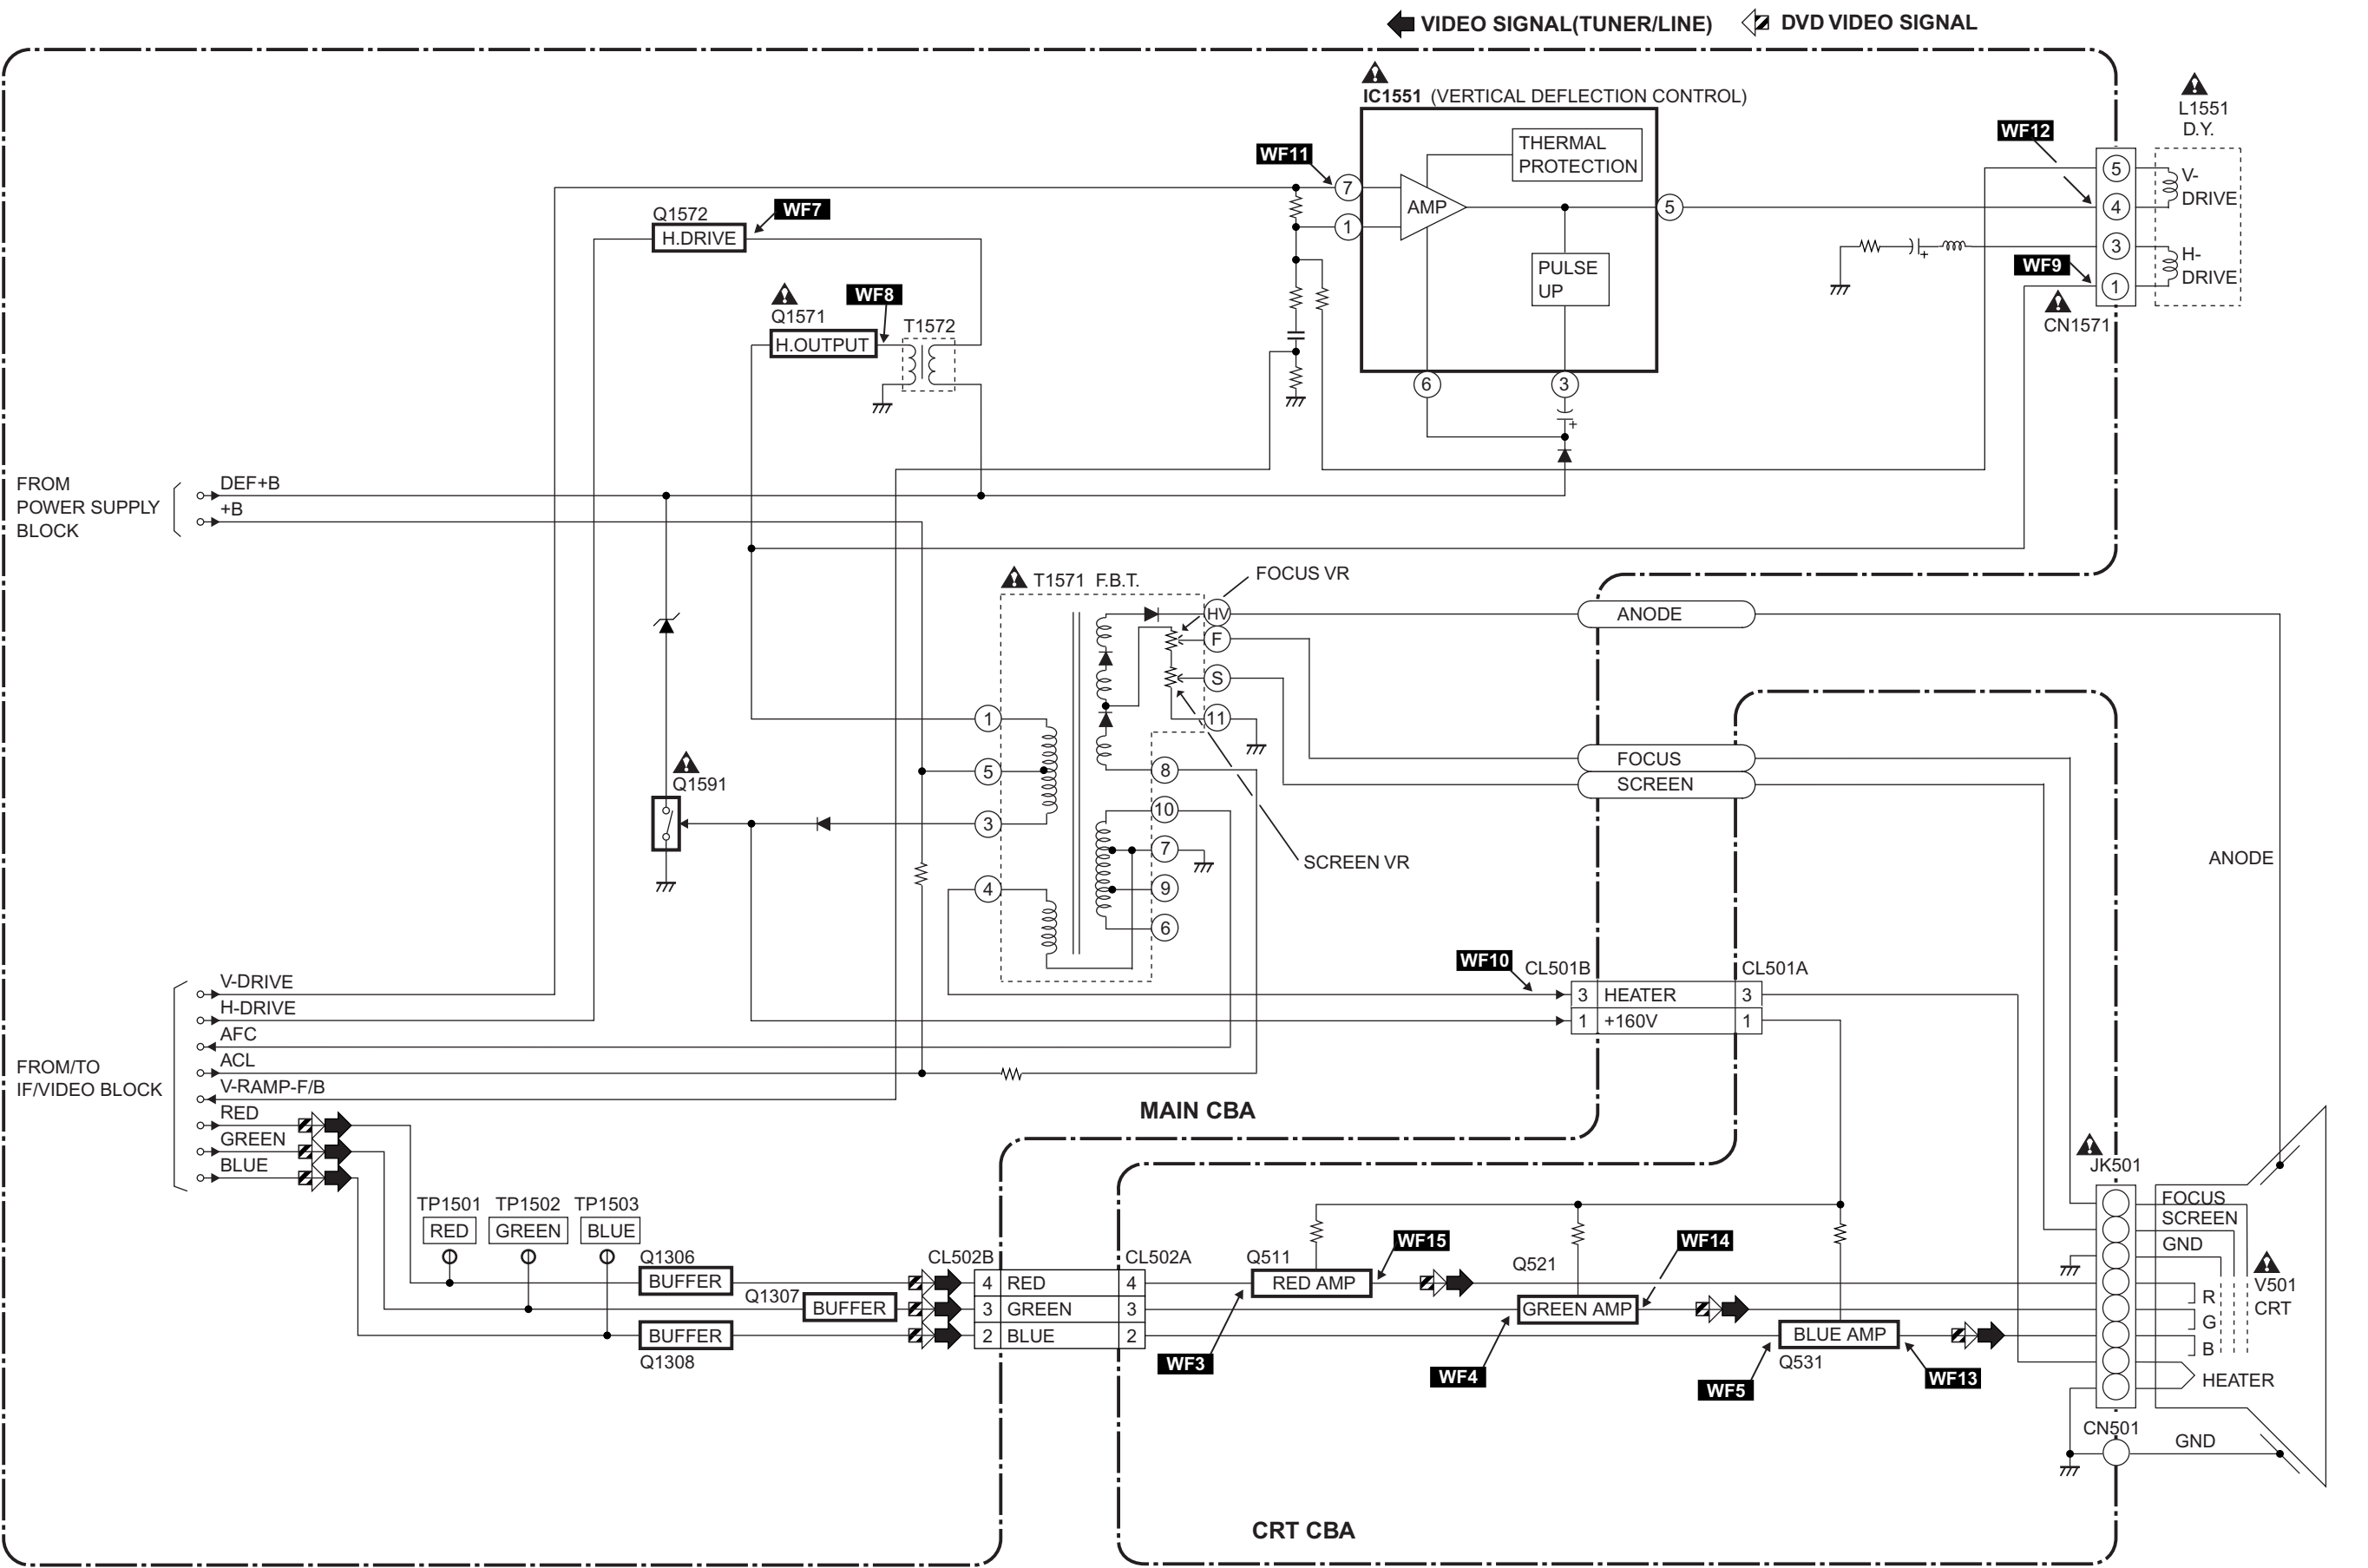 VIDEO SIGNAL(TUNER/LINE)
DVD VIDEO SIGNAL
IC1551 (VERTICAL DEFLECTION CONTROL)
THERMAL
PROTECTION
AMP
PULSE
UP
7
1
5
6
3
WF11
WF12
L1551
D.Y.
5
V-
DRIVE
4
3
H-
DRIVE
1
WF9
CN1571
Q1572
H.DRIVE
WF7
Q1571
H.OUTPUT
WF8
T1572
+
+
FROM
POWER SUPPLY
BLOCK
DEF+B
+B
T1571 F.B.T.
FOCUS VR
HV
F
S
11
1
5
3
4
8
10
7
9
6
SCREEN VR
Q1591
ANODE
FOCUS
SCREEN
ANODE
WF10
CL501B
CL501A
3 HEATER 3
1 +160V 1
FROM/TO
IF/VIDEO BLOCK
V-DRIVE
H-DRIVE
AFC
ACL
V-RAMP-F/B
RED
GREEN
BLUE
MAIN CBA
TP1501
RED
TP1502
GREEN
TP1503
BLUE
Q1306
BUFFER
Q1307
BUFFER
BUFFER
Q1308
CL502B
CL502A
4 RED 4
3 GREEN 3
2 BLUE 2
Q511
RED AMP
WF15
WF3
Q521
GREEN AMP
WF14
WF4
BLUE AMP
Q531
WF5
WF13
JK501
FOCUS
SCREEN
GND
R
G
B
HEATER
V501
CRT
CN501
GND
CRT CBA